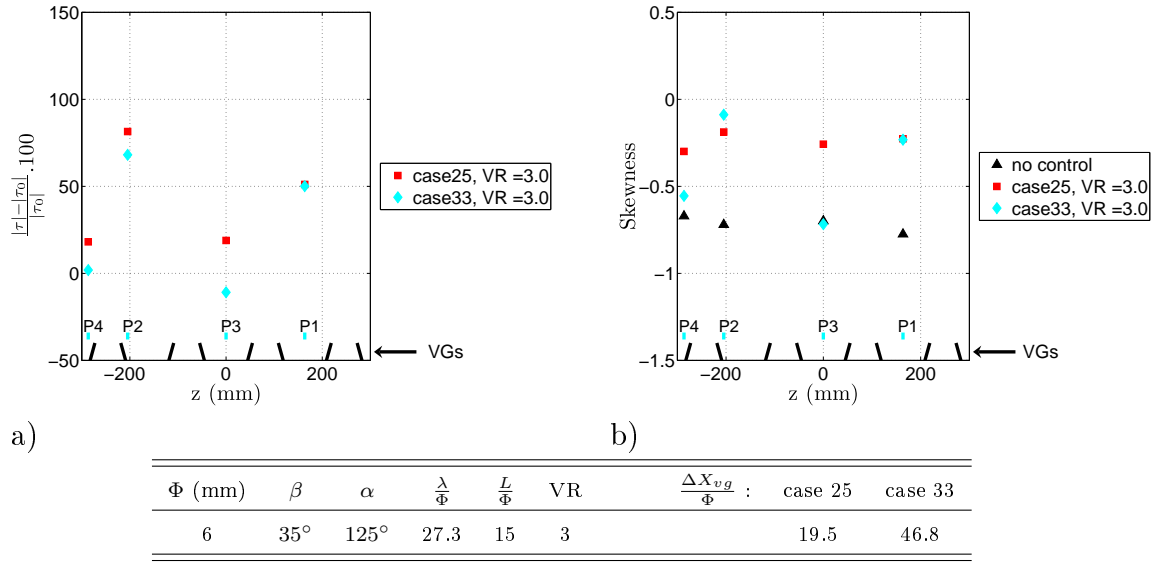 150
100
50
0
−50
|τ|−|τ₀| / |τ₀| .100
P4 P2 P3 P1
−200 0 200
z (mm)
VGs
case25, VR =3.0
case33, VR =3.0
a)
0.5
0
−0.5
−1
−1.5
Skewness
P4 P2 P3 P1
−200 0 200
z (mm)
VGs
no control
case25, VR =3.0
case33, VR =3.0
b)
Φ (mm) β α λ/Φ L/Φ VR ΔX_vg/Φ : case 25 case 33
6 35° 125° 27.3 15 3 19.5 46.8